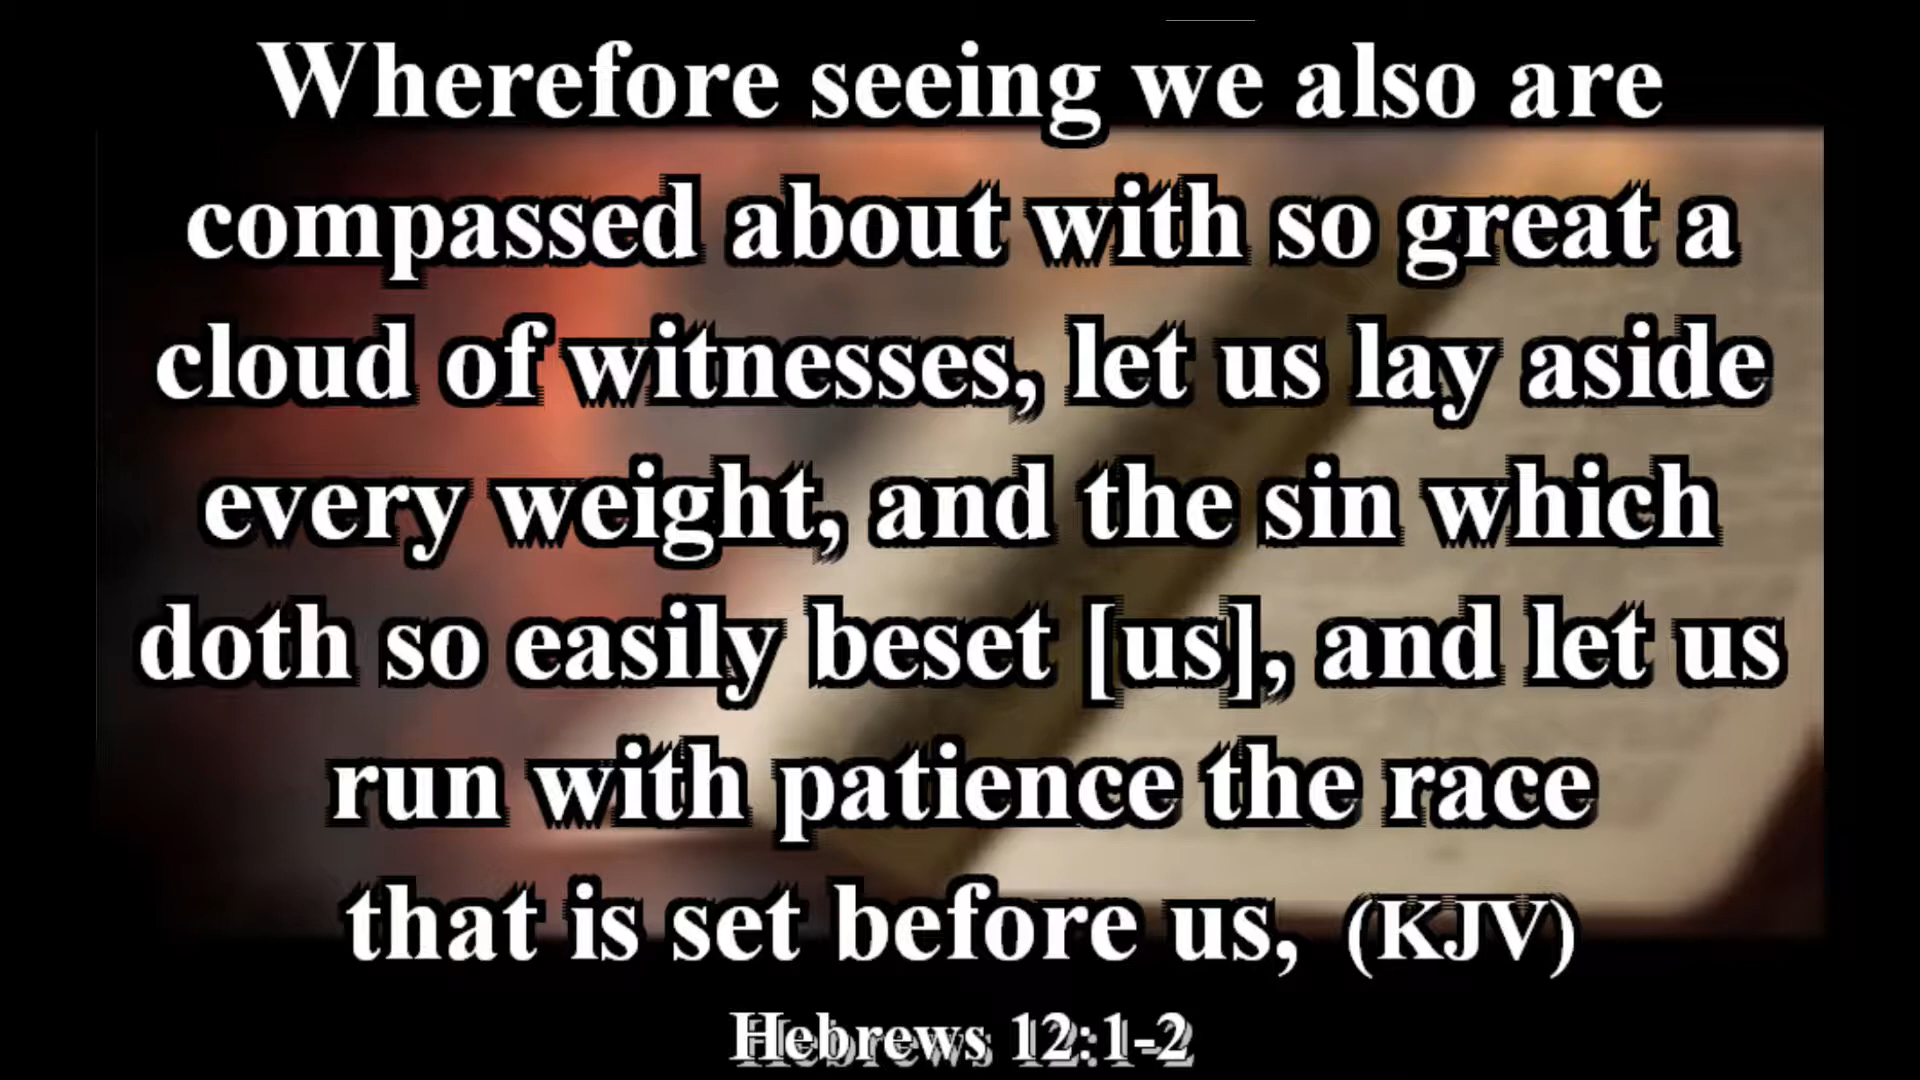 Wherefore seeing we also are
compassed about with so great a
cloud of witnesses, let us lay aside
every weight, and the sin which
doth so easily beset [us], and let us
run with patience the race
that is set before us, (KJV)
Hebrews 12:1-2